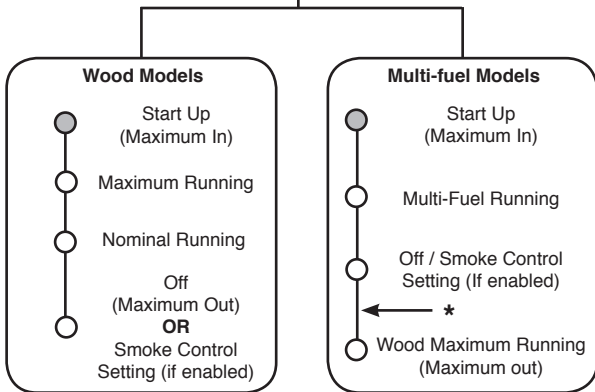 Wood Models
Start Up
(Maximum In)
Maximum Running
Nominal Running
Off
(Maximum Out)
OR
Smoke Control
Setting (if enabled)
Multi-fuel Models
Start Up
(Maximum In)
Multi-Fuel Running
Off / Smoke Control
Setting (If enabled)
*
Wood Maximum Running
(Maximum out)